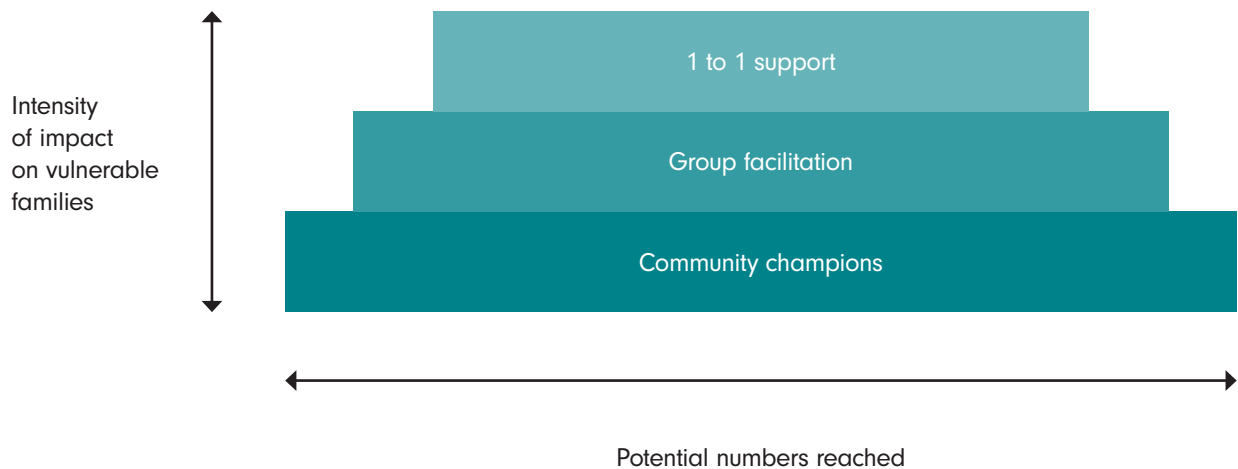 1 to 1 support
Intensity
of impact
on vulnerable
families
Group facilitation
Community champions
Potential numbers reached